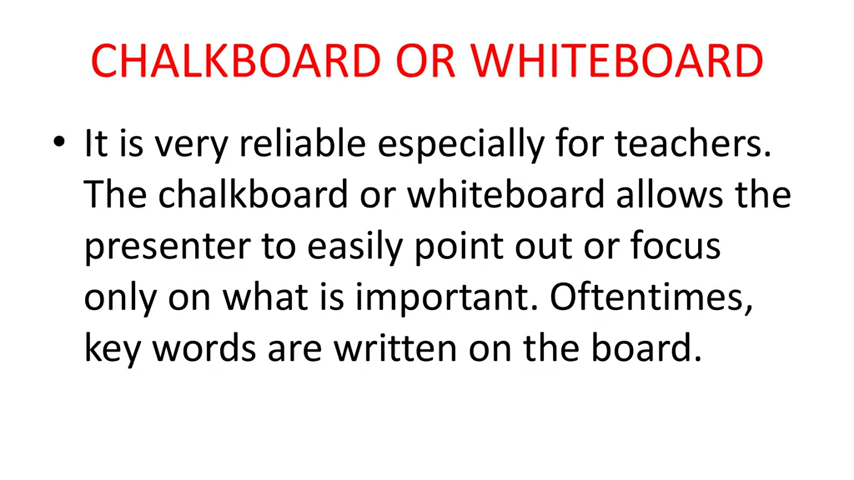 CHALKBOARD OR WHITEBOARD
• It is very reliable especially for teachers.
The chalkboard or whiteboard allows the
presenter to easily point out or focus
only on what is important. Oftentimes,
key words are written on the board.